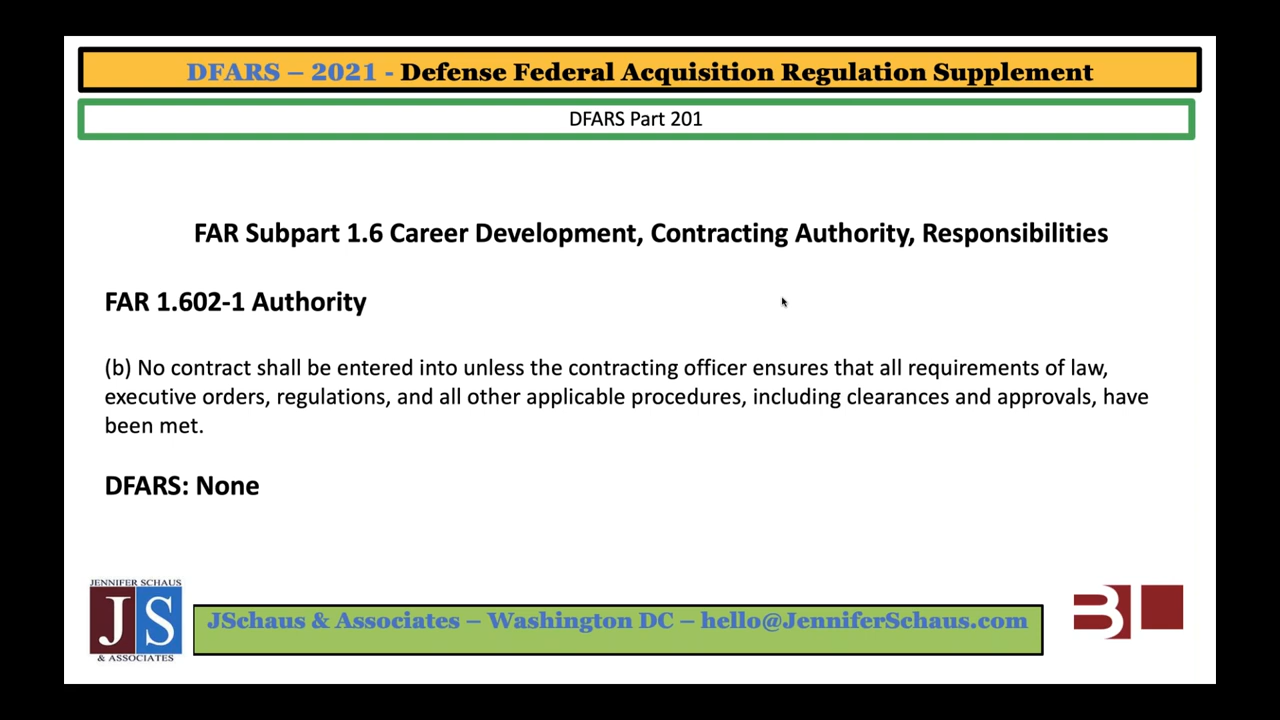 DFARS – 2021 - Defense Federal Acquisition Regulation Supplement
DFARS Part 201
FAR Subpart 1.6 Career Development, Contracting Authority, Responsibilities
FAR 1.602-1 Authority
(b) No contract shall be entered into unless the contracting officer ensures that all requirements of law,
executive orders, regulations, and all other applicable procedures, including clearances and approvals, have
been met.
DFARS: None
JENNIFER SCHAUS
JS
& ASSOCIATES
JSchaus & Associates – Washington DC – hello@JenniferSchaus.com
B